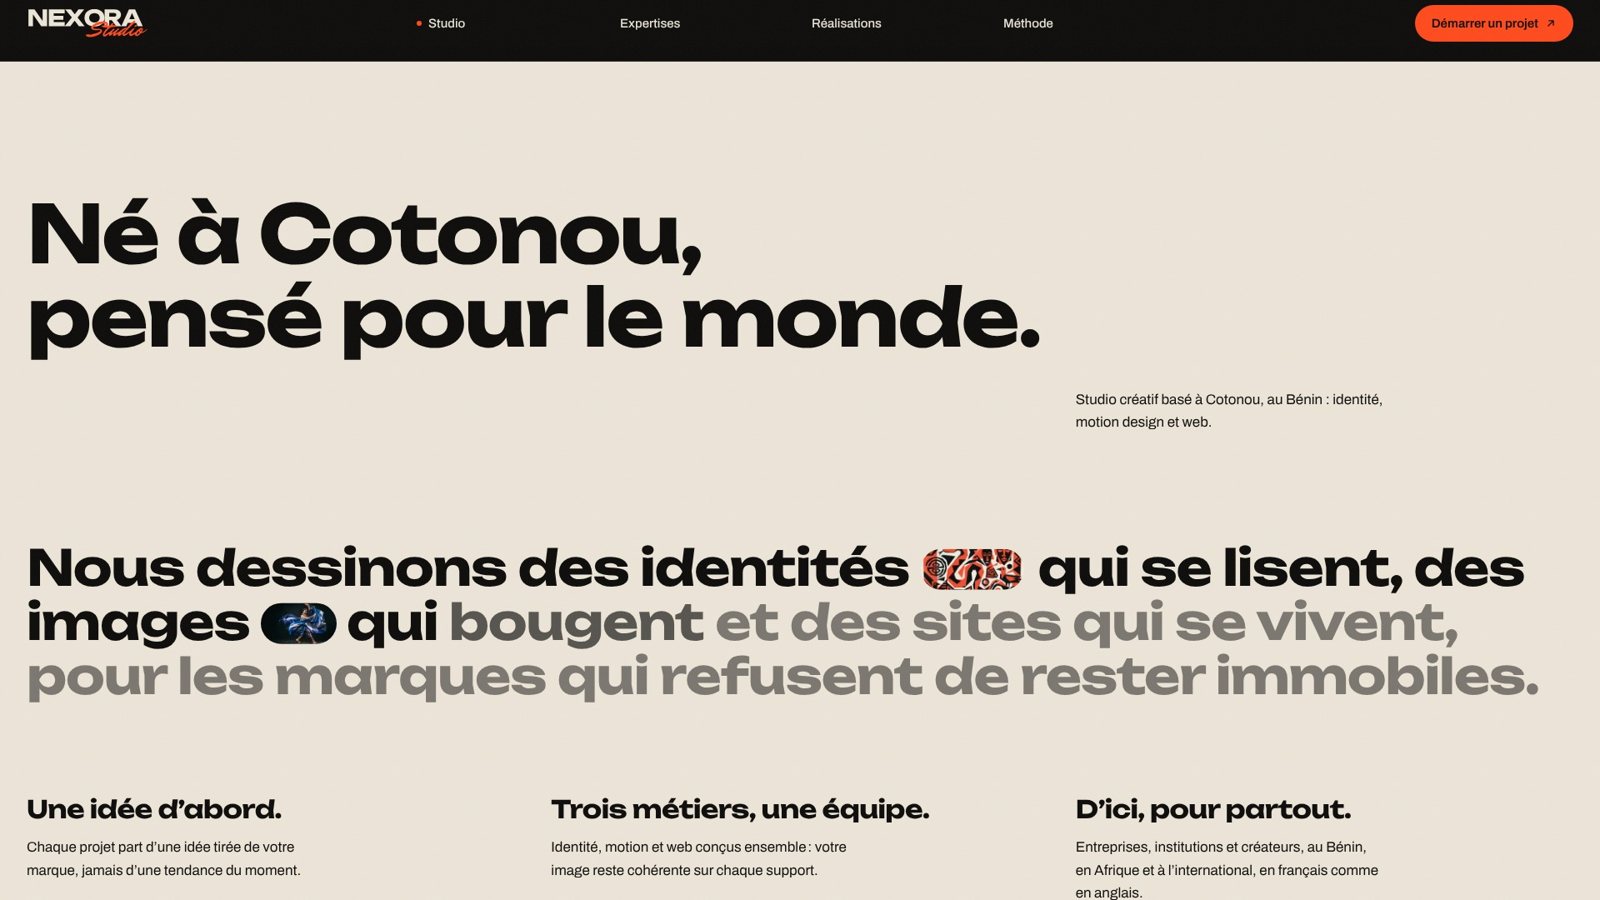 NEXORA
Studio
Studio
Expertises
Réalisations
Méthode
Démarrer un projet
Né à Cotonou,
pensé pour le monde.
Studio créatif basé à Cotonou, au Bénin : identité,
motion design et web.
Nous dessinons des identités qui se lisent, des
images qui bougent et des sites qui se vivent,
pour les marques qui refusent de rester immobiles.
Une idée d’abord.
Chaque projet part d’une idée tirée de votre
marque, jamais d’une tendance du moment.
Trois métiers, une équipe.
Identité, motion et web conçus ensemble : votre
image reste cohérente sur chaque support.
D’ici, pour partout.
Entreprises, institutions et créateurs, au Bénin,
en Afrique et à l’international, en français comme
en anglais.